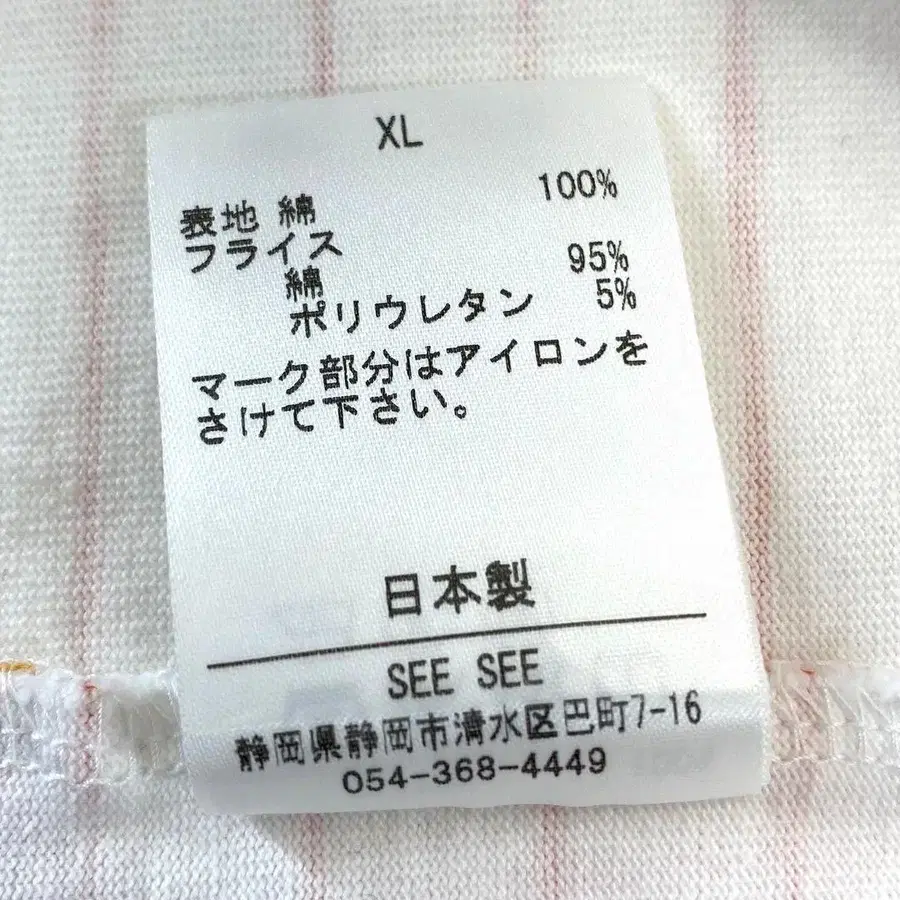 XL
表地 綿 100%
フライス
綿 95%
ポリウレタン 5%
マーク部分はアイロンを
さけて下さい。
日本製
SEE SEE
静岡県静岡市清水区巴町7-16
054-368-4449